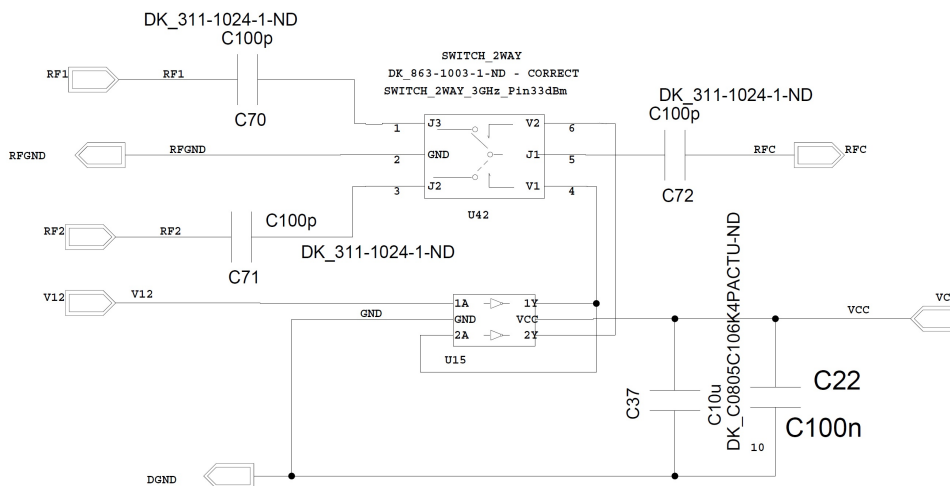 DK_311-1024-1-ND
C100p
RF1
RF1
C70
SWITCH_2WAY
DK_863-1003-1-ND - CORRECT
SWITCH_2WAY_3GHz_Pin33dBm
DK_311-1024-1-ND
C100p
1
J3
V2
6
RFGND
RFGND
2
GND
J1
5
RFC
RFC
3
J2
V1
4
C72
U42
C100p
RF2
RF2
C71
DK_311-1024-1-ND
V12
V12
1A
1Y
GND
GND
VCC
2A
2Y
U15
VCC
VC
C37
C10u
DK_C0805C106K4PACTU-ND
C22
C100n
10
DGND